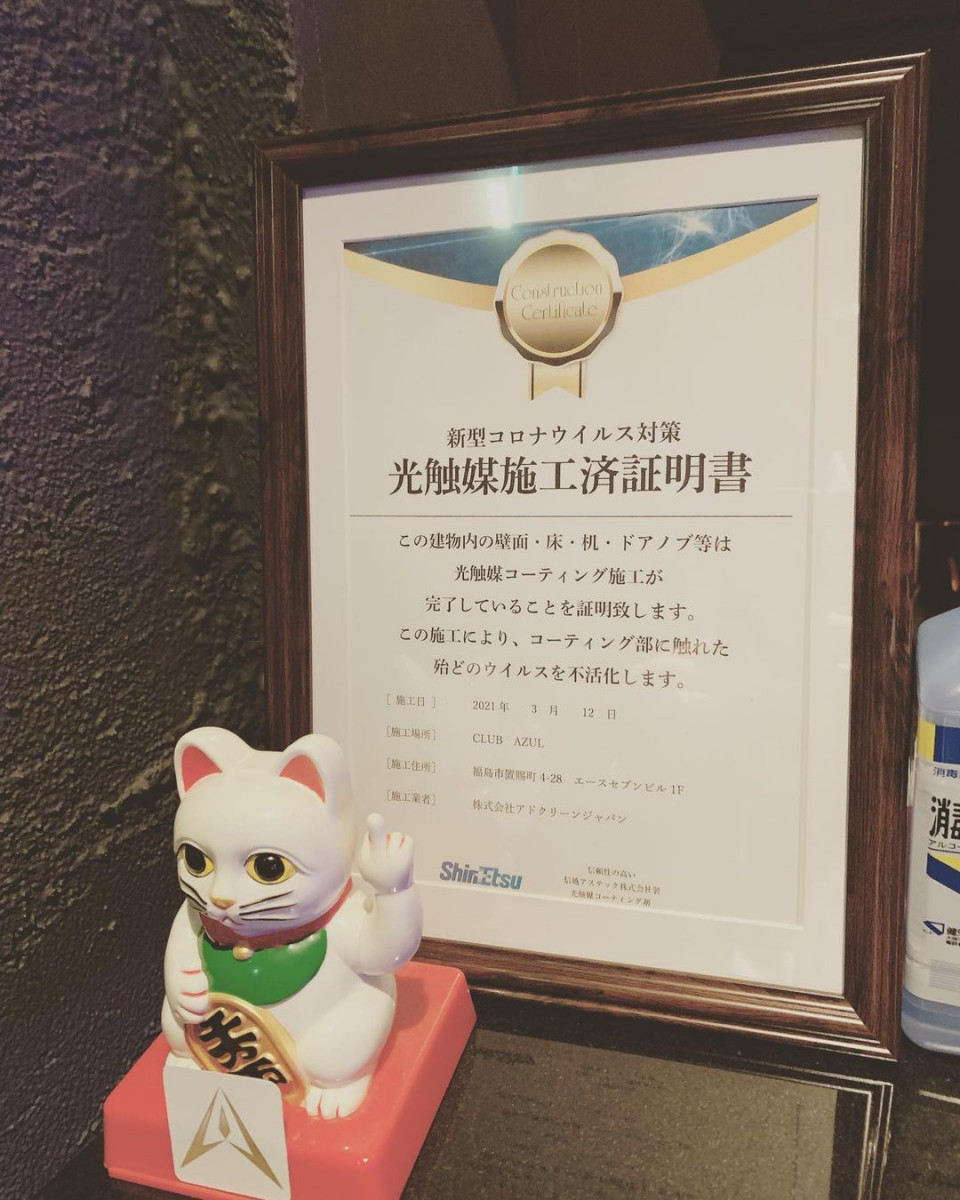 Construction
Certificate
新型コロナウイルス対策
光触媒施工済証明書
この建物内の壁面・床・机・ドアノブ等は
光触媒コーティング施工が
完了していることを証明致します。
この施工により、コーティング部に触れた
殆どのウイルスを不活化します。
[施工日] 2021年 3月 12日
[施工場所] CLUB AZUL
[施工住所] 福島市置賜町4-28 エースセブンビル1F
[施工業者] 株式会社アドクリーンジャパン
ShinEtsu
信頼性の高い
信越アステック株式会社製
光触媒コーティング剤
消毒
消毒
アルコー
健